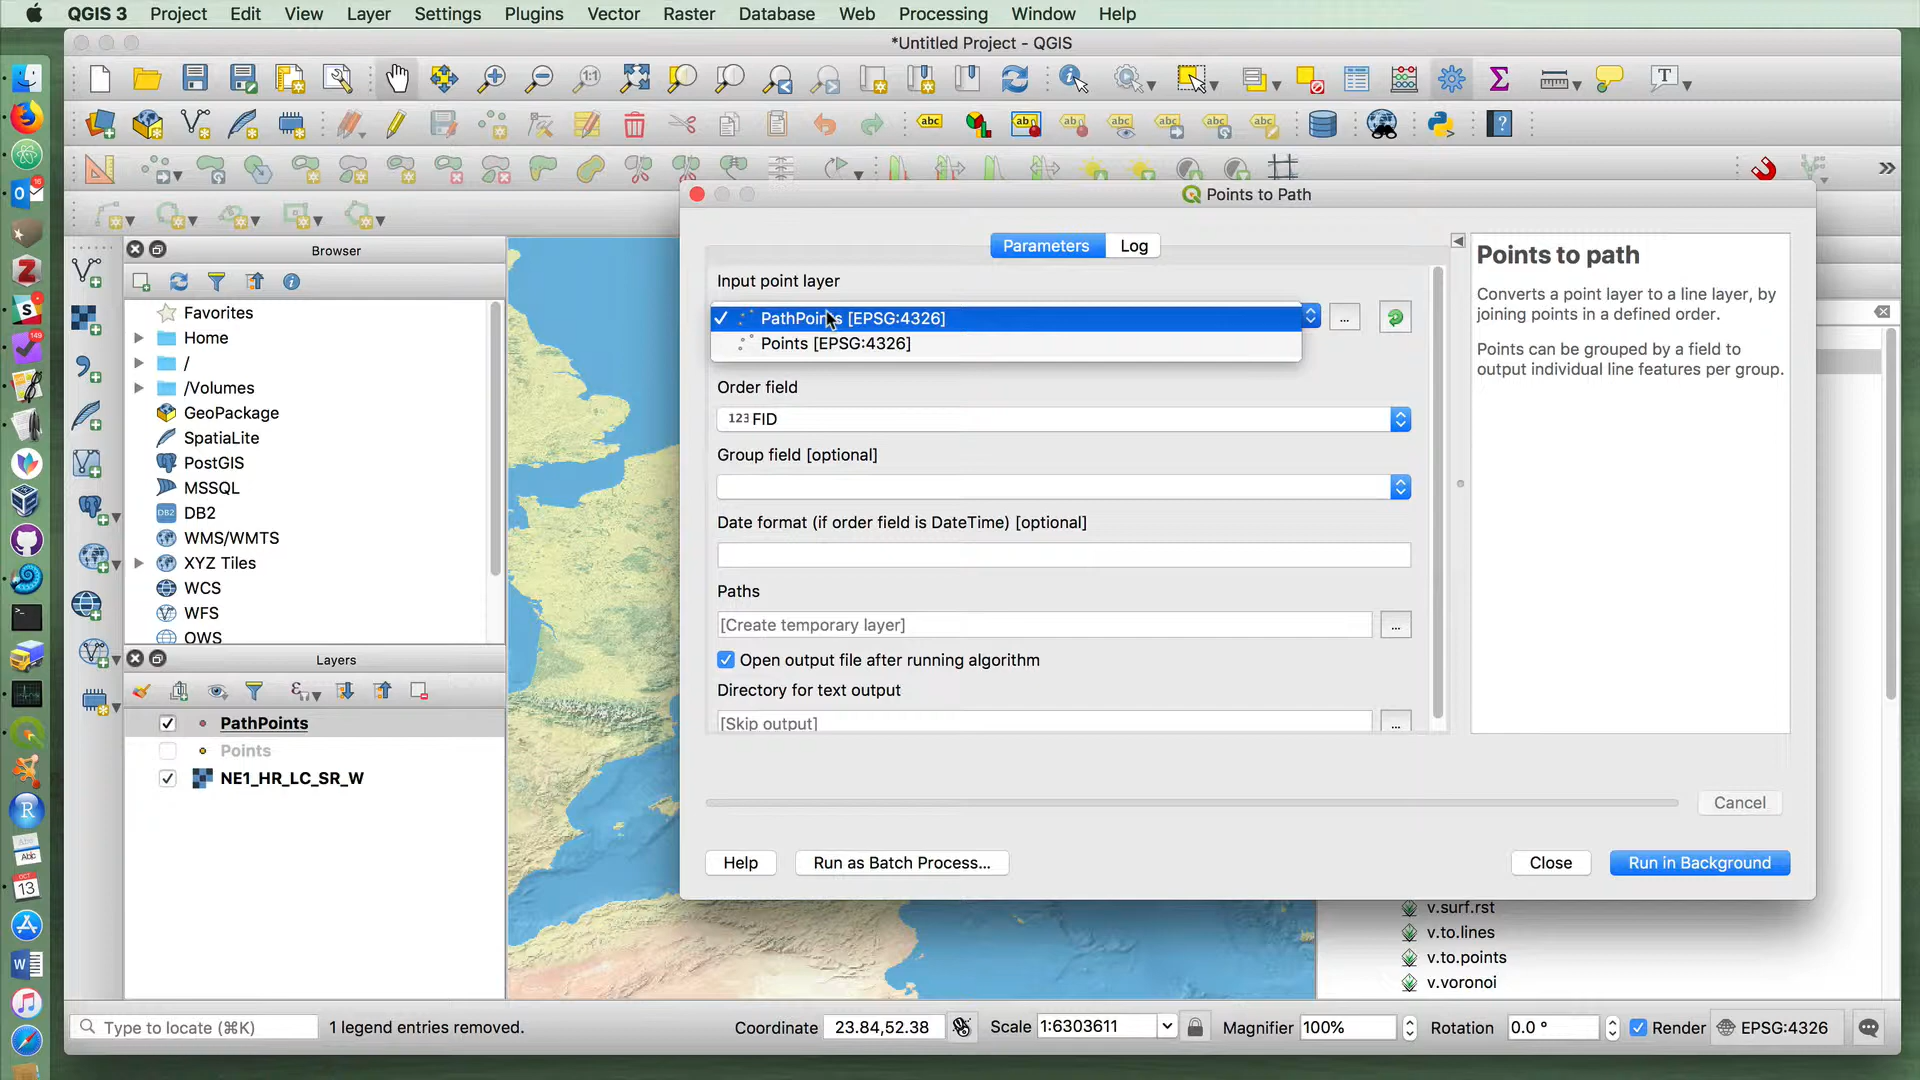 QGIS 3 Project Edit View Layer Settings Plugins Vector Raster Database Web Processing Window Help
*Untitled Project - QGIS
Points to Path
Browser
Favorites
Home
/
/Volumes
GeoPackage
SpatiaLite
PostGIS
MSSQL
DB2
WMS/WMTS
XYZ Tiles
WCS
WFS
OWS
Layers
PathPoints
Points
NE1_HR_LC_SR_W
Parameters Log
Input point layer
PathPoints [EPSG:4326]
Points [EPSG:4326]
Order field
123 FID
Group field [optional]
Date format (if order field is DateTime) [optional]
Paths
[Create temporary layer]
...
Open output file after running algorithm
Directory for text output
[Skip output]
...
Points to path
Converts a point layer to a line layer, by
joining points in a defined order.
Points can be grouped by a field to
output individual line features per group.
Cancel
Help Run as Batch Process... Close Run in Background
v.surf.rst
v.to.lines
v.to.points
v.voronoi
Type to locate (⌘K) 1 legend entries removed. Coordinate 23.84,52.38 Scale 1:6303611 Magnifier 100% Rotation 0.0 ° Render EPSG:4326